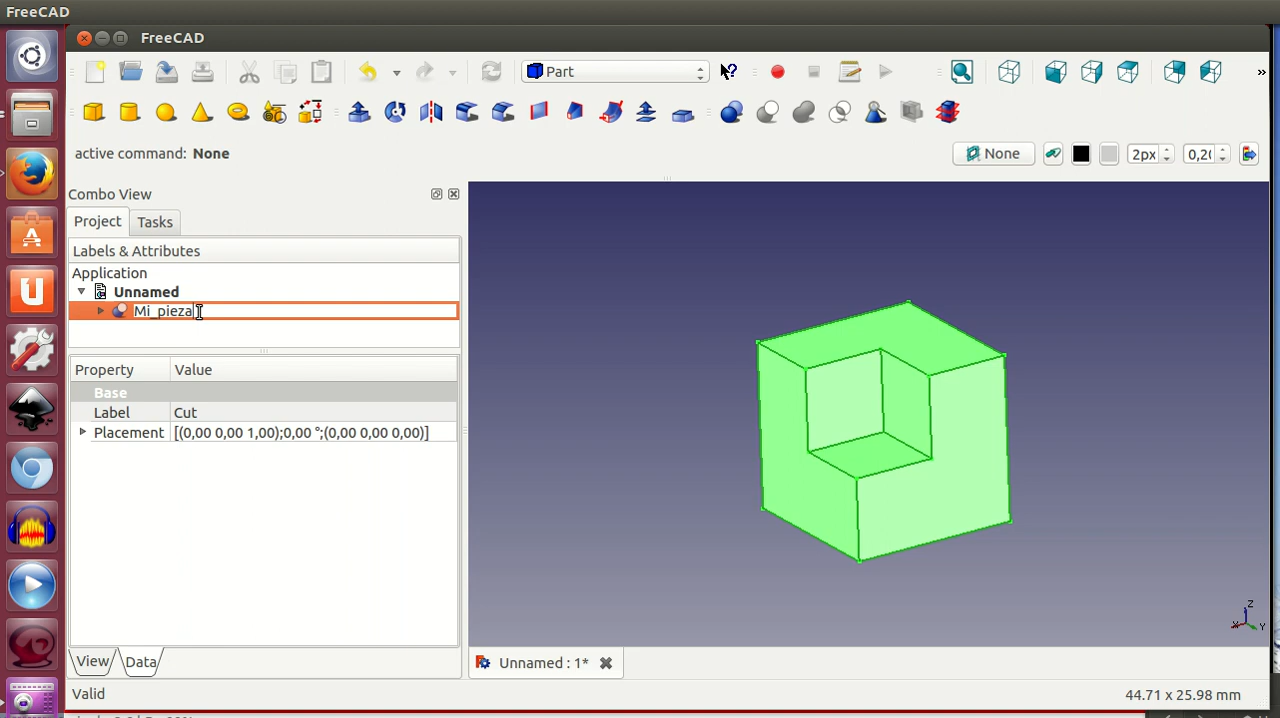 FreeCAD
FreeCAD
Part
»
active command: None
None
2px
0,2(
Combo View
Project
Tasks
Labels & Attributes
Application
Unnamed
Mi_pieza
Property
Value
Base
Label
Cut
Placement
[(0,00 0,00 1,00);0,00 °;(0,00 0,00 0,00)]
Z
X
Y
View
Data
Unnamed : 1*
Valid
44.71 x 25.98 mm